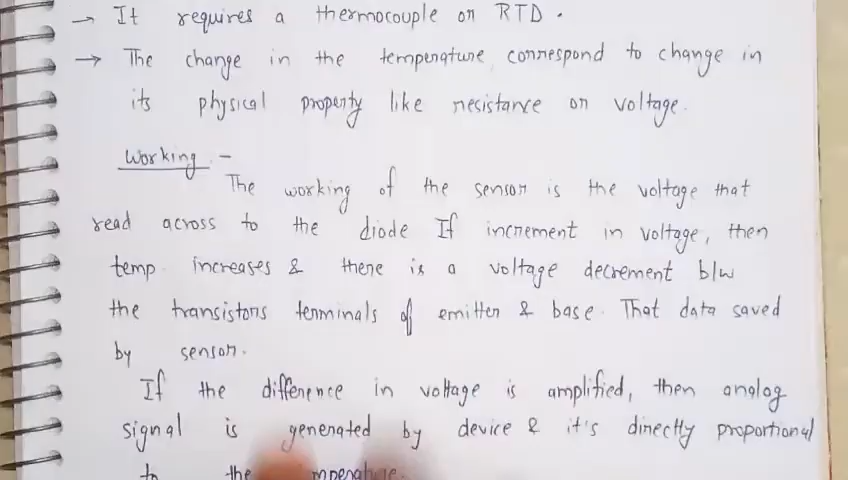 → It requires a thermocouple or RTD.
→ The change in the temperature correspond to change in
its physical property like resistance or voltage.
Working :-
The working of the sensor is the voltage that
read across to the diode If increment in voltage, then
temp. increases & there is a voltage decrement b/w
the transistors terminals of emitter & base. That data saved
by sensor.
If the difference in voltage is amplified, then analog
signal is generated by device & it's directly proportional
to the